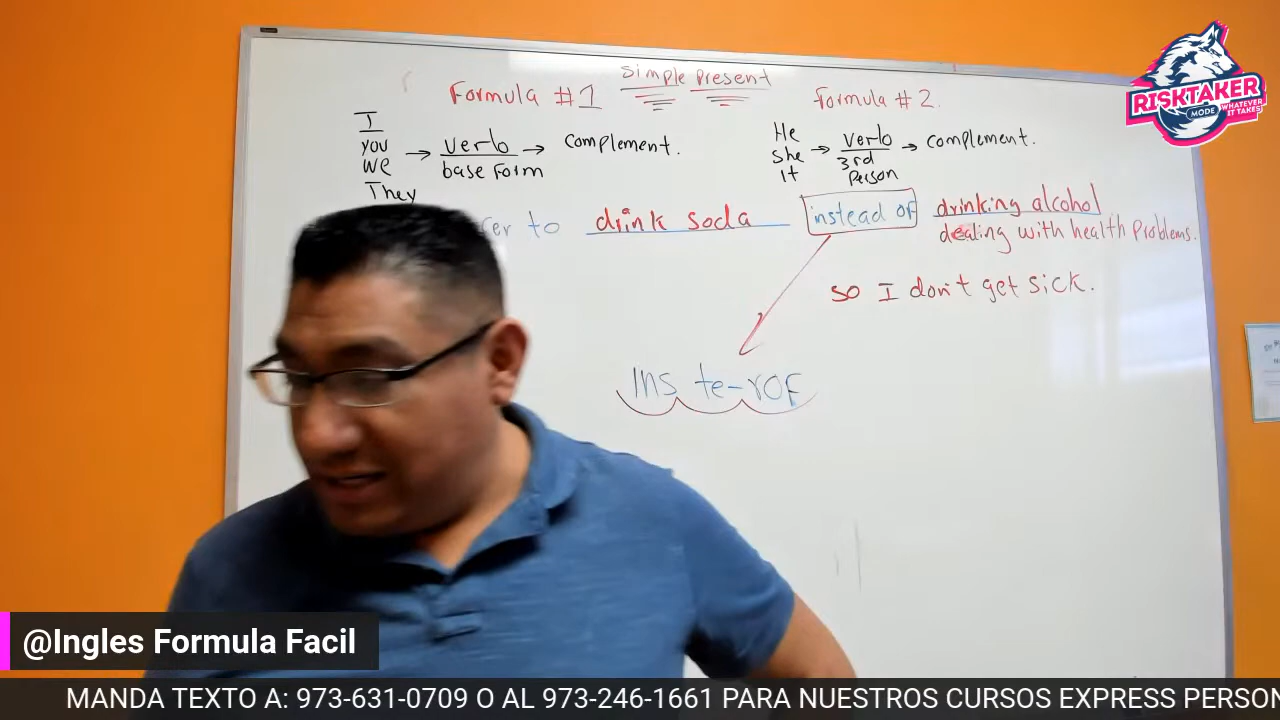 simple present
Formula #1
Formula # 2.
I
you
we
They
verb
base Form
complement.
He
she
it
verb
3rd
Person
complement.
to drink soda instead of drinking alcohol
dealing with health Problems.
so I don't get sick.
Ins te-rOF
RISKTAKER
MODE
WHATEVER
IT TAKES
@Ingles Formula Facil
MANDA TEXTO A: 973-631-0709 O AL 973-246-1661 PARA NUESTROS CURSOS EXPRESS PERSON